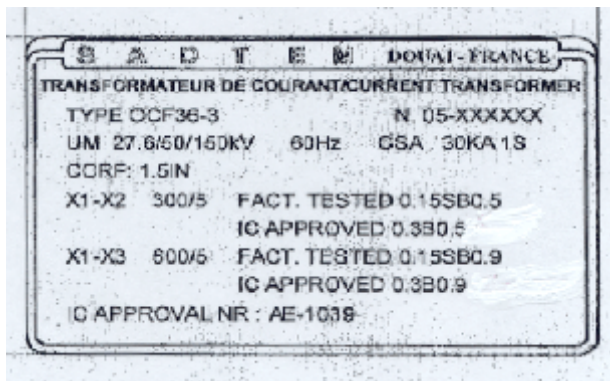 SADTEM DOUAI-FRANCE
TRANSFORMATEUR DE COURANT/CURRENT TRANSFORMER
TYPE OCF36-3 N. 05-XXXXXX
UM 27.6/50/150kV 60Hz CSA 30KA 1S
CORF: 1.5IN
X1-X2 300/5 FACT. TESTED 0.15SB0.5
IC APPROVED 0.3B0.5
X1-X3 600/5 FACT. TESTED 0.15SB0.9
IC APPROVED 0.3B0.9
IC APPROVAL NR : AE-1039